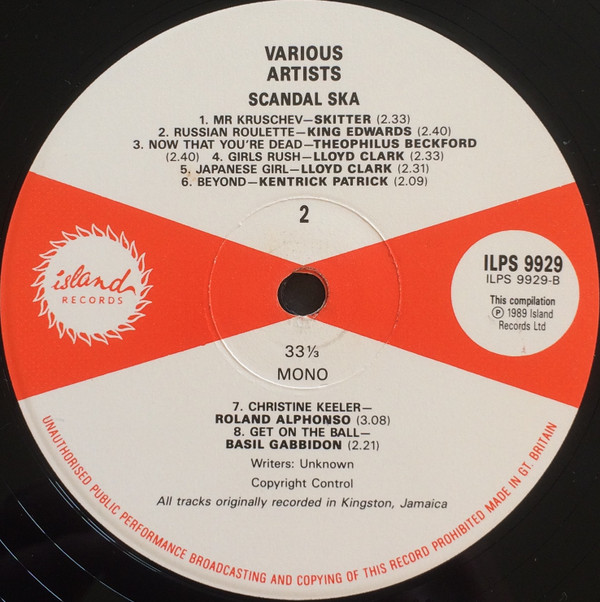 VARIOUS
ARTISTS
SCANDAL SKA
1. MR KRUSCHEV—SKITTER (2.33)
2. RUSSIAN ROULETTE—KING EDWARDS (2.40)
3. NOW THAT YOU'RE DEAD—THEOPHILUS BECKFORD
(2.40) 4. GIRLS RUSH—LLOYD CLARK (2.33)
5. JAPANESE GIRL—LLOYD CLARK (2.31)
6. BEYOND—KENTRICK PATRICK (2.09)
2
island
RECORDS
ILPS 9929
ILPS 9929-B
This compilation
Ⓟ 1989 Island
Records Ltd
33⅓
MONO
7. CHRISTINE KEELER—
ROLAND ALPHONSO (3.08)
8. GET ON THE BALL—
BASIL GABBIDON (2.21)
Writers: Unknown
Copyright Control
All tracks originally recorded in Kingston, Jamaica
UNAUTHORISED PUBLIC PERFORMANCE BROADCASTING AND COPYING OF THIS RECORD PROHIBITED MADE IN GT. BRITAIN